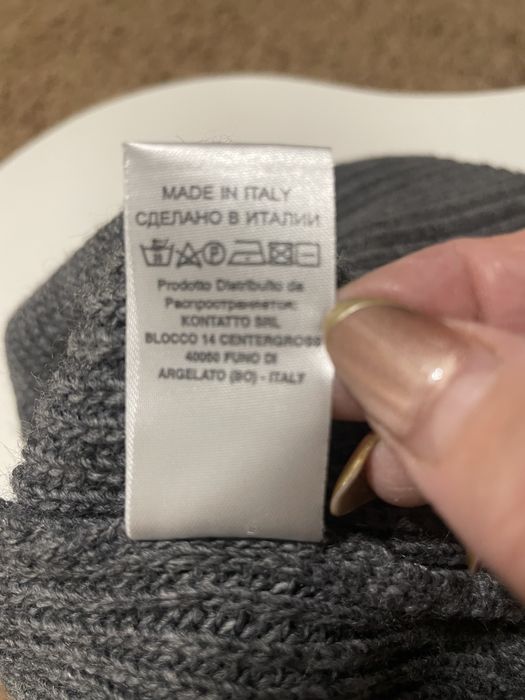 MADE IN ITALY
СДЕЛАНО В ИТАЛИИ
P
Prodotto Distribuito da
Распространяется:
KONTATTO SRL
BLOCCO 14 CENTERGROSS
40050 FUNO DI
ARGELATO (BO) - ITALY